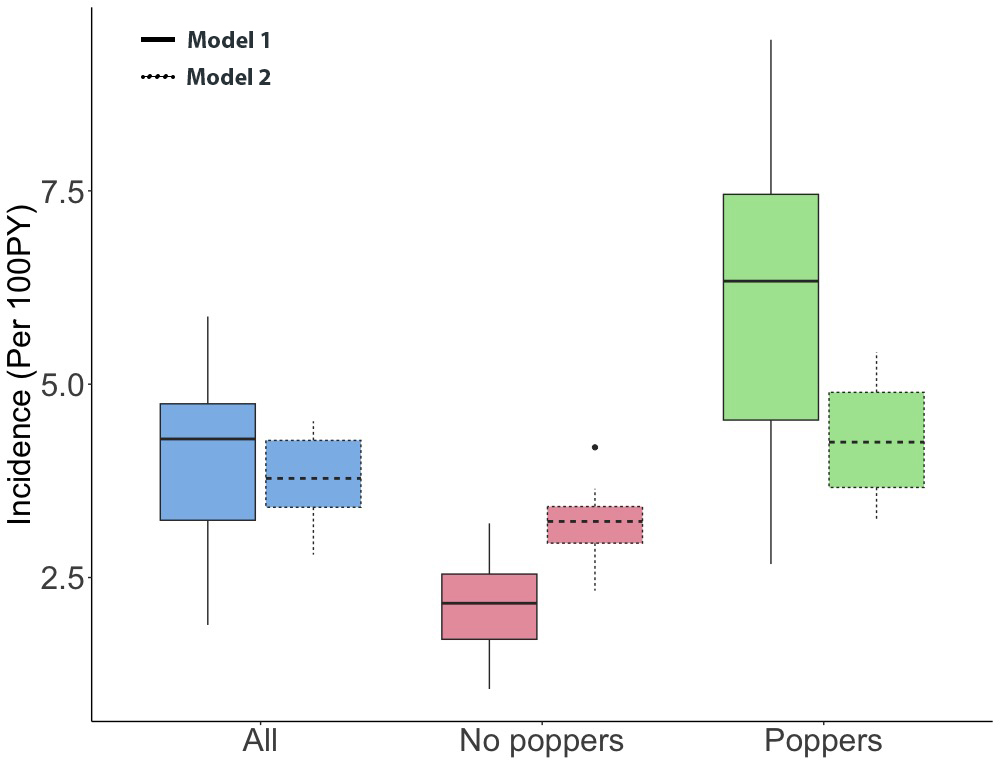 Model 1
Model 2
Incidence (Per 100PY)
7.5
5.0
2.5
All
No poppers
Poppers